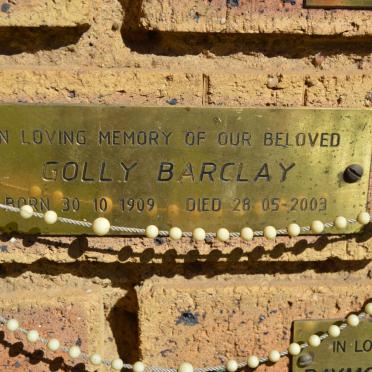 IN LOVING MEMORY OF OUR BELOVED
GOLLY BARCLAY
BORN 30 10 1909 DIED 28 05-2003
IN LO